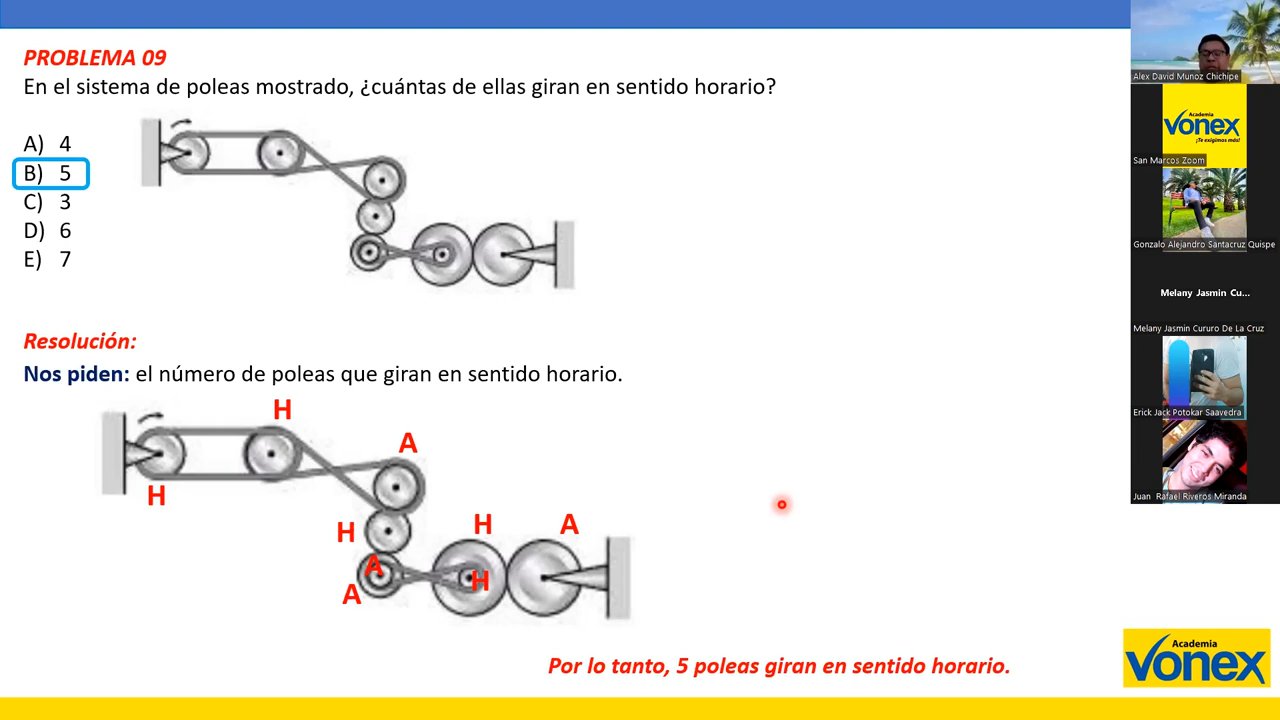 PROBLEMA 09
En el sistema de poleas mostrado, ¿cuántas de ellas giran en sentido horario?
A) 4
B) 5
C) 3
D) 6
E) 7
Resolución:
Nos piden: el número de poleas que giran en sentido horario.
H
A
H
H
H
A
A
H
A
Por lo tanto, 5 poleas giran en sentido horario.
Academia
Vonex
Alex David Munoz Chichipe
Academia
Vonex
¡Te exigimos más!
San Marcos Zoom
Gonzalo Alejandro Santacruz Quispe
Melany Jasmin Cu...
Melany Jasmin Cururo De La Cruz
Erick Jack Potokar Saavedra
Juan Rafael Riveros Miranda